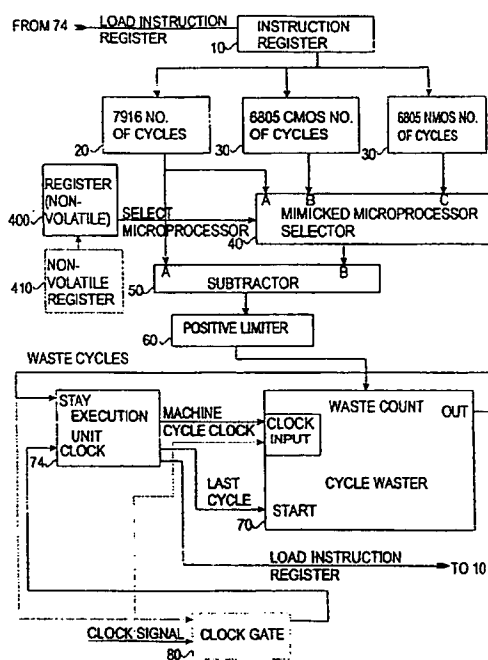 FROM 74
LOAD INSTRUCTION
REGISTER
INSTRUCTION
REGISTER
10
7916 NO.
OF CYCLES
20
6805 CMOS NO.
OF CYCLES
30
6805 NMOS NO.
OF CYCLES
30
REGISTER
(NON-
VOLATILE)
400
SELECT
MICROPROCESSOR
A
B
C
MIMICKED MICROPROCESSOR
SELECTOR
40
NON-
VOLATILE
REGISTER
410
A
B
SUBTRACTOR
50
POSITIVE LIMITER
60
WASTE CYCLES
STAY
EXECUTION
UNIT
CLOCK
74
MACHINE
CYCLE CLOCK
LAST
CYCLE
WASTE COUNT
OUT
CLOCK
INPUT
CYCLE WASTER
START
70
LOAD INSTRUCTION
REGISTER
TO 10
CLOCK SIGNAL
CLOCK GATE
80